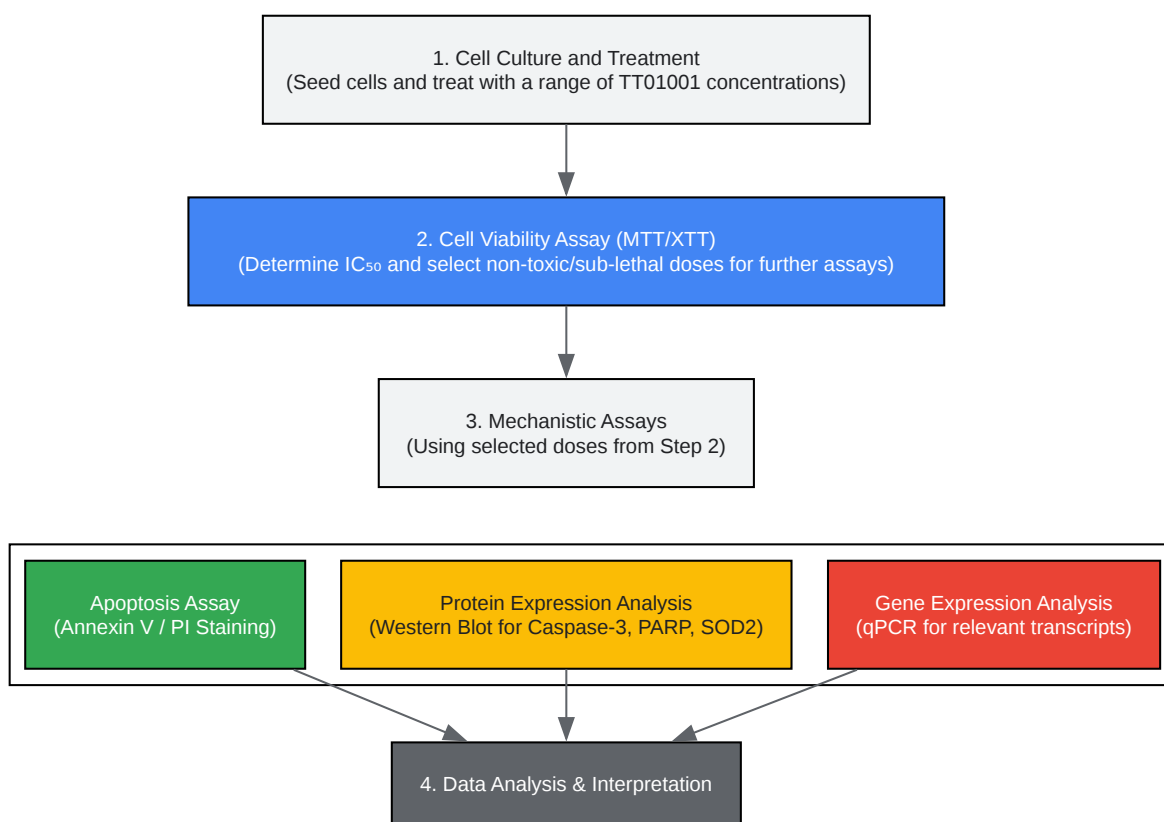 1. Cell Culture and Treatment
(Seed cells and treat with a range of TT01001 concentrations)
2. Cell Viability Assay (MTT/XTT)
(Determine IC₅₀ and select non-toxic/sub-lethal doses for further assays)
3. Mechanistic Assays
(Using selected doses from Step 2)
Apoptosis Assay
(Annexin V / PI Staining)
Protein Expression Analysis
(Western Blot for Caspase-3, PARP, SOD2)
Gene Expression Analysis
(qPCR for relevant transcripts)
4. Data Analysis & Interpretation